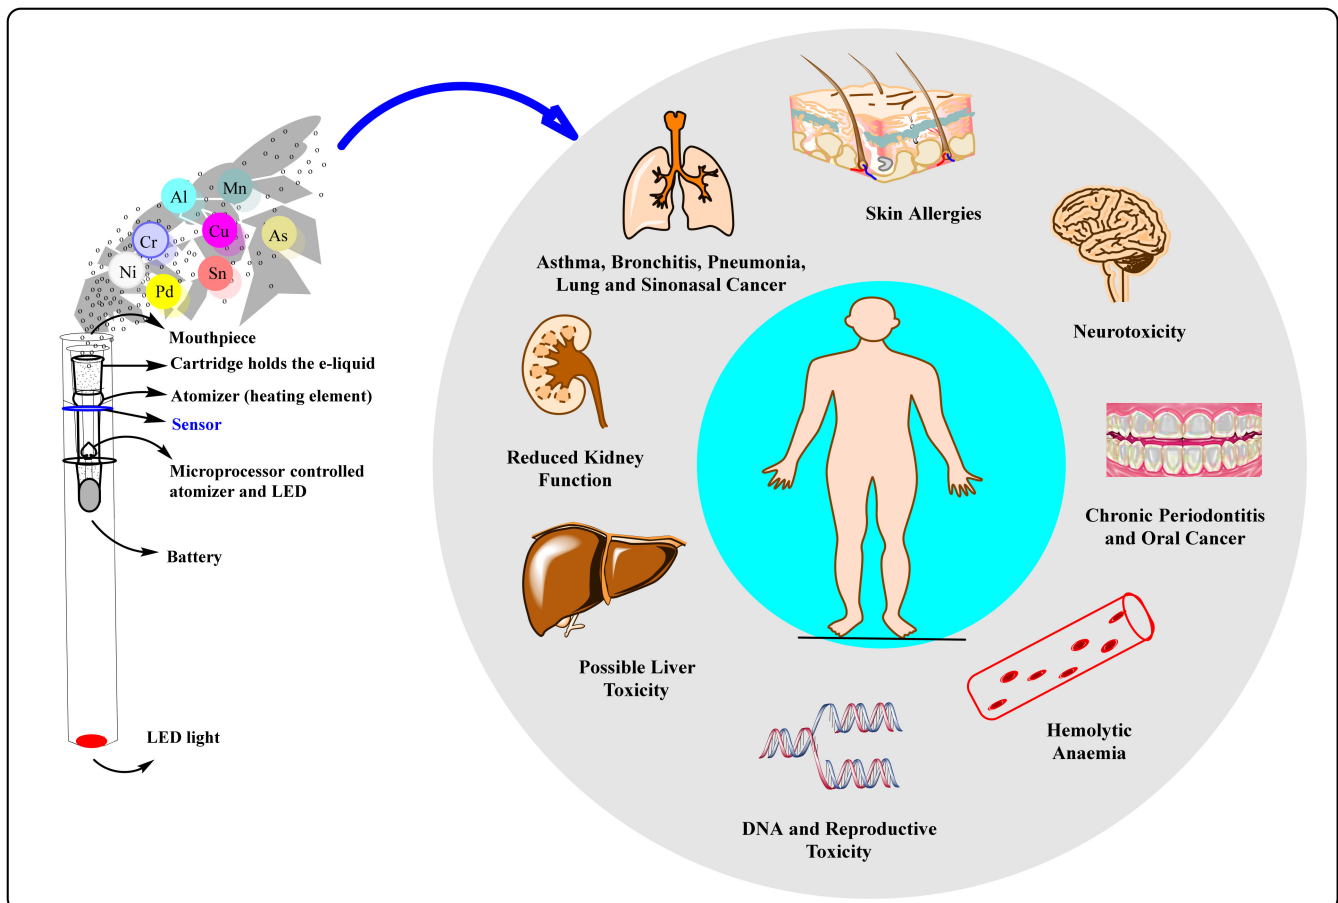 Mn
Al
Cu
As
Cr
Ni
Sn
Pd
Mouthpiece
Cartridge holds the e-liquid
Atomizer (heating element)
Sensor
Microprocessor controlled
atomizer and LED
Battery
LED light
Skin Allergies
Asthma, Bronchitis, Pneumonia,
Lung and Sinonasal Cancer
Neurotoxicity
Reduced Kidney
Function
Chronic Periodontitis
and Oral Cancer
Possible Liver
Toxicity
Hemolytic
Anaemia
DNA and Reproductive
Toxicity